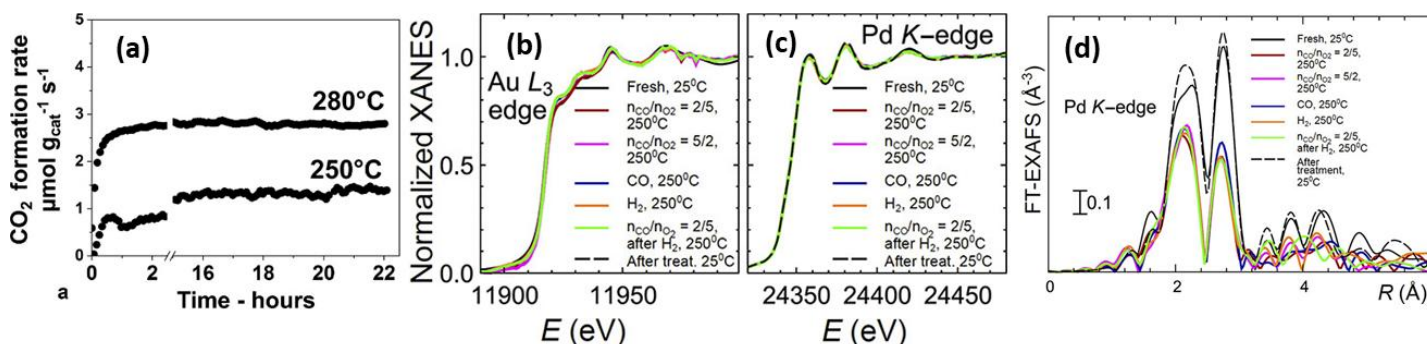 (a)
CO2 formation rate
μmol gcat-1 s-1
5
4
3
2
1
0
280°C
250°C
0
2
16
18
20
22
Time - hours
a
(b)
Normalized XANES
1.0
0.5
0.0
Au L3
edge
Fresh, 25⁰C
nCO/nO2 = 2/5,
250⁰C
nCO/nO2 = 5/2,
250⁰C
CO, 250⁰C
H2, 250⁰C
nCO/nO2 = 2/5,
after H2, 250⁰C
After treat. 25⁰C
11900
11950
E (eV)
(c)
Pd K-edge
Fresh, 25⁰C
nCO/nO2 = 2/5,
250⁰C
nCO/nO2 = 5/2,
250⁰C
CO, 250⁰C
H2, 250⁰C
nCO/nO2 = 2/5,
after H2, 250⁰C
After treat. 25⁰C
24350
24400
24450
E (eV)
(d)
FT-EXAFS (Å-3)
Pd K-edge
0.1
Fresh, 25⁰C
nCO/nO2 = 2/5,
250⁰C
nCO/nO2 = 5/2,
250⁰C
CO, 250⁰C
H2, 250⁰C
nCO/nO2 = 2/5,
after H2, 250⁰C
After
treatment,
25⁰C
0
2
4
R (Å)